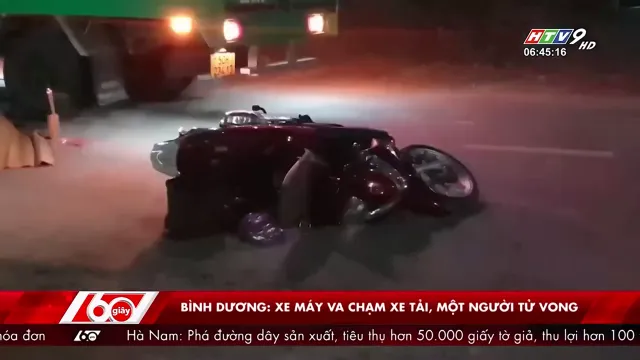 HTV9 HD
06:45:16
60 giây
BÌNH DƯƠNG: XE MÁY VA CHẠM XE TẢI, MỘT NGƯỜI TỬ VONG
hóa đơn 60 Hà Nam: Phá đường dây sản xuất, tiêu thụ hơn 50.000 giấy tờ giả, thu lợi hơn 100